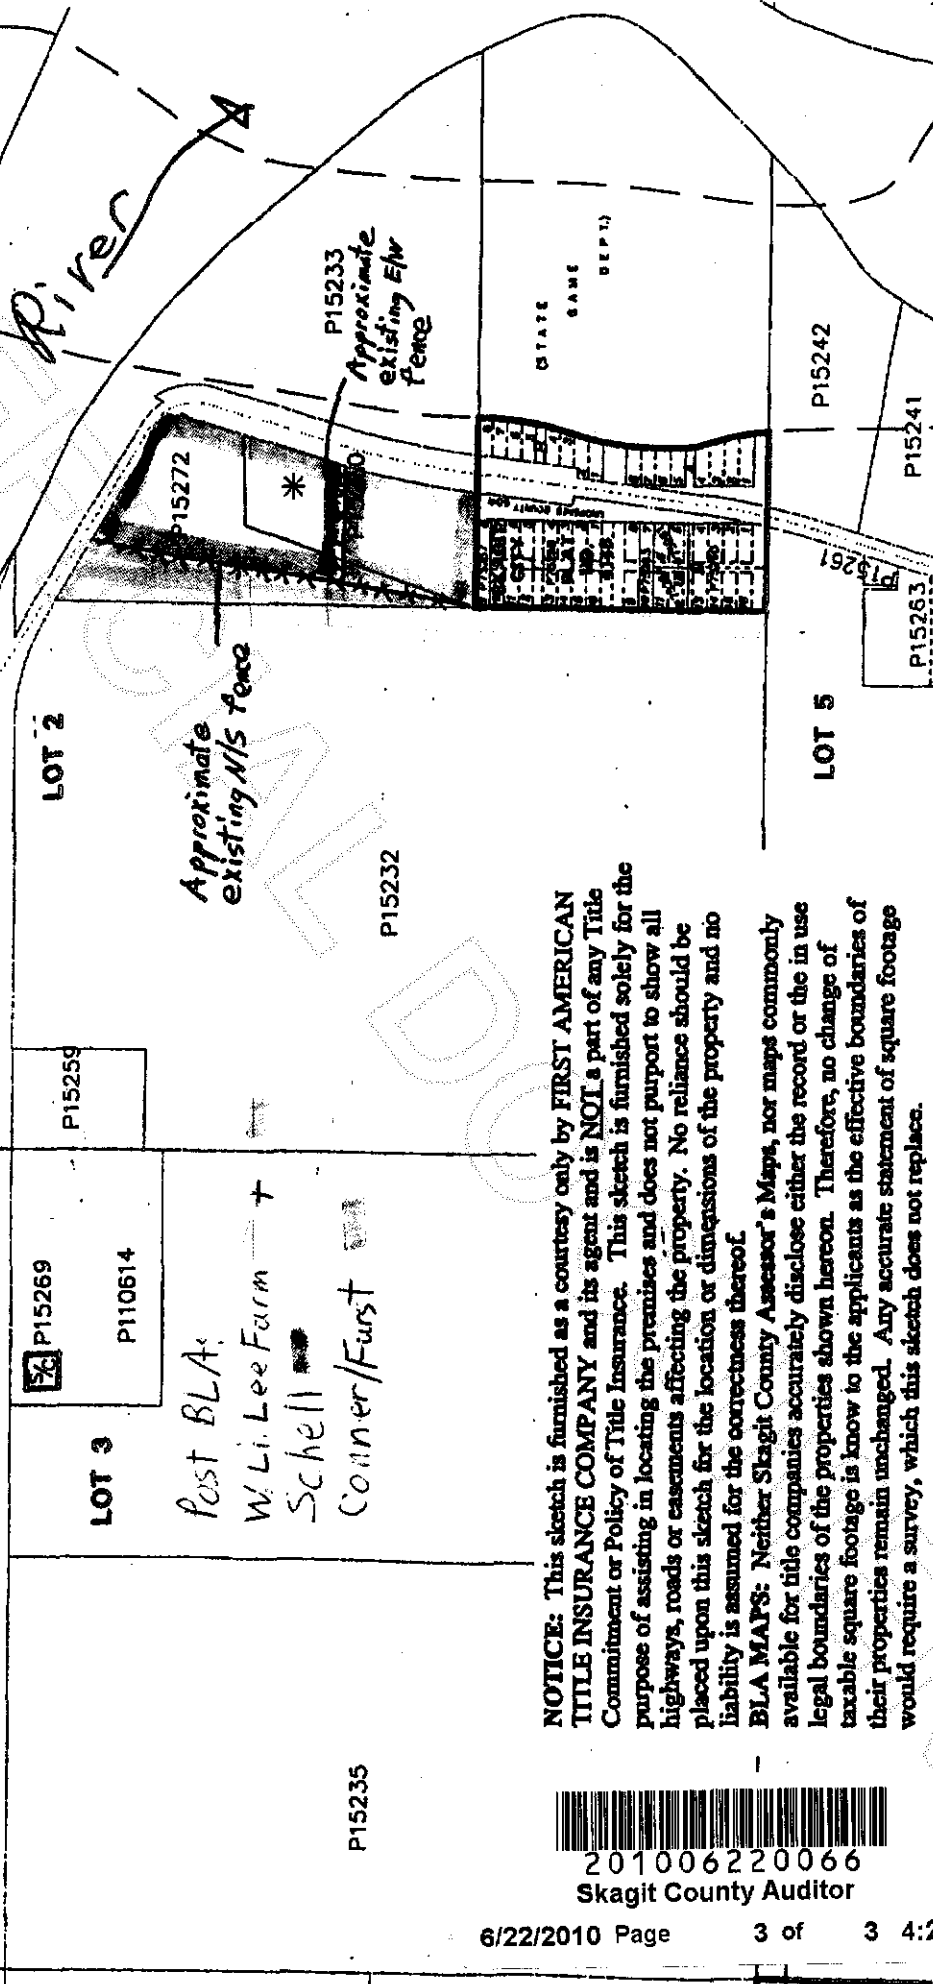 River
P15233
Approximate
existing E/W
fence
P15272
*
(STATE
GAME
DEPT.)
P15242
P15241
P15261
P15263
LOT 2
Approximate
existing N/S fence
P15232
LOT 5
P15259
P15269
P110614
LOT 3
Post BLA:
W. Li. Lee Farm
Schell
Conner/Furst
P15235
NOTICE: This sketch is furnished as a courtesy only by FIRST AMERICAN
TITLE INSURANCE COMPANY and its agent and is NOT a part of any Title
Commitment or Policy of Title Insurance. This sketch is furnished solely for the
purpose of assisting in locating the premises and does not purport to show all
highways, roads or easements affecting the property. No reliance should be
placed upon this sketch for the location or dimensions of the property and no
liability is assumed for the correctness thereof.
BLA MAPS: Neither Skagit County Assessor's Maps, nor maps commonly
available for title companies accurately disclose either the record or the in use
legal boundaries of the properties shown hereon. Therefore, no change of
taxable square footage is know to the applicants as the effective boundaries of
their properties remain unchanged. Any accurate statement of square footage
would require a survey, which this sketch does not replace.
201006220066
Skagit County Auditor
6/22/2010 Page 3 of 3 4:2